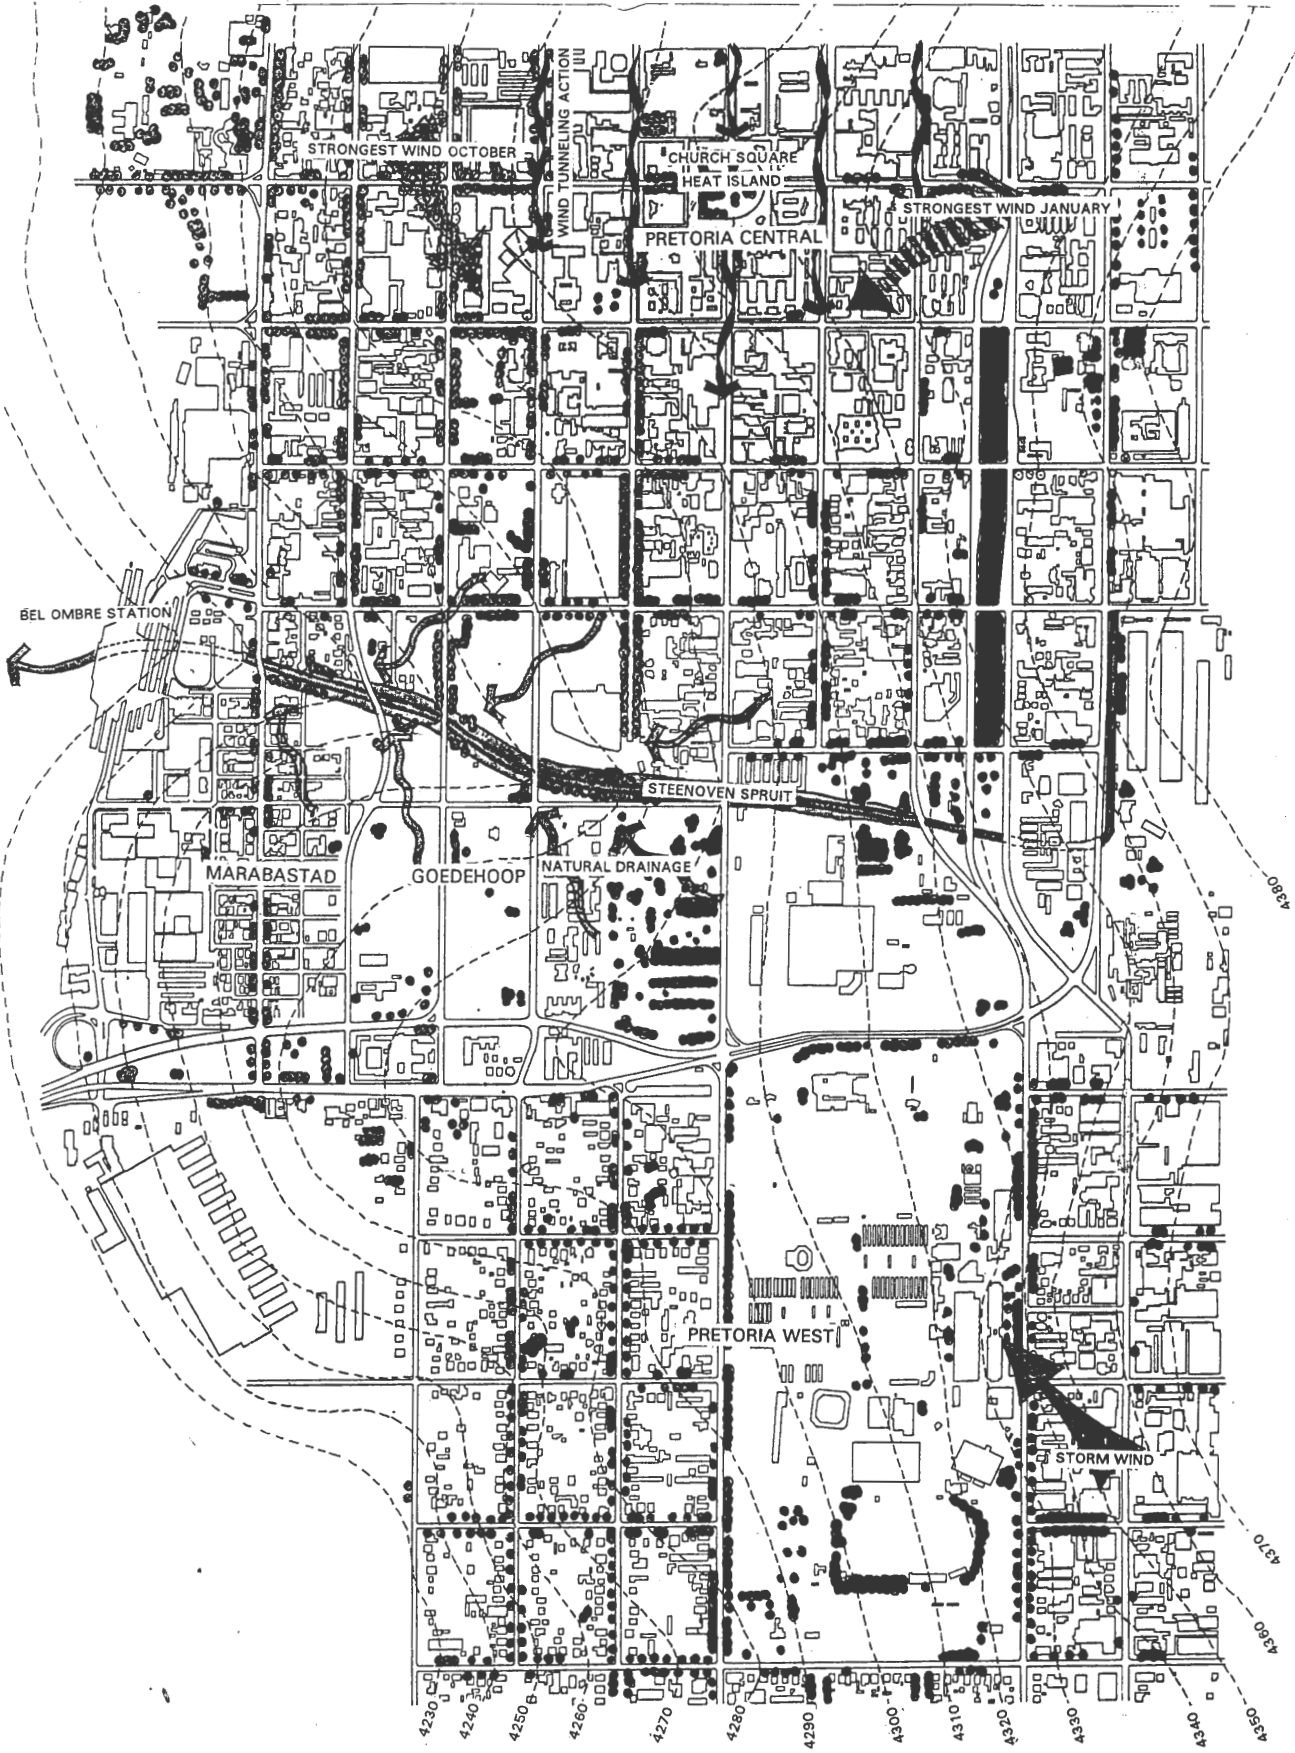 WIND TUNNELING ACTION
STRONGEST WIND OCTOBER
CHURCH SQUARE
HEAT ISLAND
STRONGEST WIND JANUARY
PRETORIA CENTRAL
BEL OMBRE STATION
STEENOVEN SPRUIT
MARABASTAD
GOEDEHOOP
NATURAL DRAINAGE
4380
PRETORIA WEST
STORM WIND
4370
4360
4230
4240
4250
4260
4270
4280
4290
4300
4310
4320
4330
4340
4350